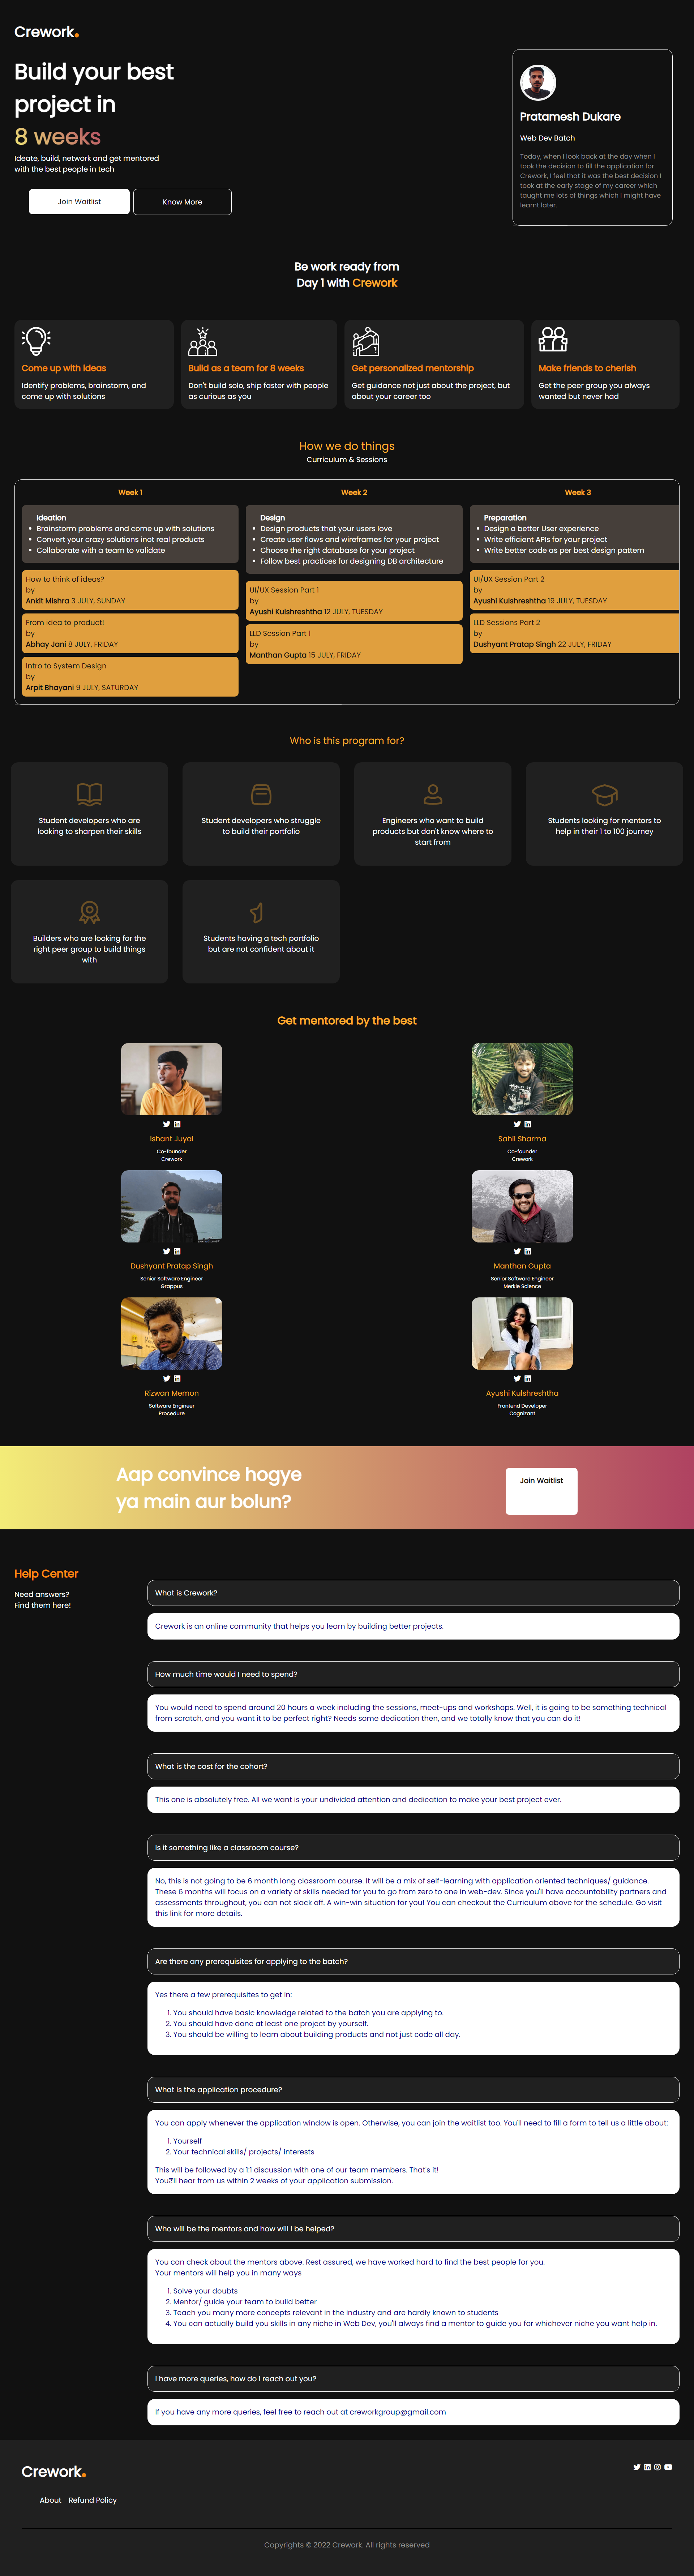 Crework.
Build your best
project in
8 weeks
Ideate, build, network and get mentored
with the best people in tech
Join Waitlist
Know More
Pratamesh Dukare
Web Dev Batch
Today, when I look back at the day when I
took the decision to fill the application for
Crework, I feel that it was the best decision I
took at the early stage of my career which
taught me lots of things which I might have
learnt later.
Be work ready from
Day 1 with Crework
Come up with ideas
Identify problems, brainstorm, and
come up with solutions
Build as a team for 8 weeks
Don't build solo, ship faster with people
as curious as you
Get personalized mentorship
Get guidance not just about the project, but
about your career too
Make friends to cherish
Get the peer group you always
wanted but never had
How we do things
Curriculum & Sessions
Week 1
Ideation
• Brainstorm problems and come up with solutions
• Convert your crazy solutions inot real products
• Collaborate with a team to validate
How to think of ideas?
by
Ankit Mishra 3 JULY, SUNDAY
From idea to product!
by
Abhay Jani 8 JULY, FRIDAY
Intro to System Design
by
Arpit Bhayani 9 JULY, SATURDAY
Week 2
Design
• Design products that your users love
• Create user flows and wireframes for your project
• Choose the right database for your project
• Follow best practices for designing DB architecture
UI/UX Session Part 1
by
Ayushi Kulshreshtha 12 JULY, TUESDAY
LLD Session Part 1
by
Manthan Gupta 15 JULY, FRIDAY
Week 3
Preparation
• Design a better User experience
• Write efficient APIs for your project
• Write better code as per best design pattern
UI/UX Session Part 2
by
Ayushi Kulshreshtha 19 JULY, TUESDAY
LLD Sessions Part 2
by
Dushyant Pratap Singh 22 JULY, FRIDAY
Who is this program for?
Student developers who are
looking to sharpen their skills
Student developers who struggle
to build their portfolio
Engineers who want to build
products but don't know where to
start from
Students looking for mentors to
help in their 1 to 100 journey
Builders who are looking for the
right peer group to build things
with
Students having a tech portfolio
but are not confident about it
Get mentored by the best
Ishant Juyal
Co-founder
Crework
Sahil Sharma
Co-founder
Crework
Dushyant Pratap Singh
Senior Software Engineer
Grappus
Manthan Gupta
Senior Software Engineer
Merkle Science
Rizwan Memon
Software Engineer
Procedure
Ayushi Kulshreshtha
Frontend Developer
Cognizant
Aap convince hogye
ya main aur bolun?
Join Waitlist
Help Center
Need answers?
Find them here!
What is Crework?
Crework is an online community that helps you learn by building better projects.
How much time would I need to spend?
You would need to spend around 20 hours a week including the sessions, meet-ups and workshops. Well, it is going to be something technical
from scratch, and you want it to be perfect right? Needs some dedication then, and we totally know that you can do it!
What is the cost for the cohort?
This one is absolutely free. All we want is your undivided attention and dedication to make your best project ever.
Is it something like a classroom course?
No, this is not going to be 6 month long classroom course. It will be a mix of self-learning with application oriented techniques/ guidance.
These 6 months will focus on a variety of skills needed for you to go from zero to one in web-dev. Since you'll have accountability partners and
assessments throughout, you can not slack off. A win-win situation for you! You can checkout the Curriculum above for the schedule. Go visit
this link for more details.
Are there any prerequisites for applying to the batch?
Yes there a few prerequisites to get in:
1. You should have basic knowledge related to the batch you are applying to.
2. You should have done at least one project by yourself.
3. You should be willing to learn about building products and not just code all day.
What is the application procedure?
You can apply whenever the application window is open. Otherwise, you can join the waitlist too. You'll need to fill a form to tell us a little about:
1. Yourself
2. Your technical skills/ projects/ interests
This will be followed by a 1:1 discussion with one of our team members. That's it!
You₹ll hear from us within 2 weeks of your application submission.
Who will be the mentors and how will I be helped?
You can check about the mentors above. Rest assured, we have worked hard to find the best people for you.
Your mentors will help you in many ways
1. Solve your doubts
2. Mentor/ guide your team to build better
3. Teach you many more concepts relevant in the industry and are hardly known to students
4. You can actually build you skills in any niche in Web Dev, you'll always find a mentor to guide you for whichever niche you want help in.
I have more queries, how do I reach out you?
If you have any more queries, feel free to reach out at creworkgroup@gmail.com
Crework.
About Refund Policy
Copyrights © 2022 Crework. All rights reserved